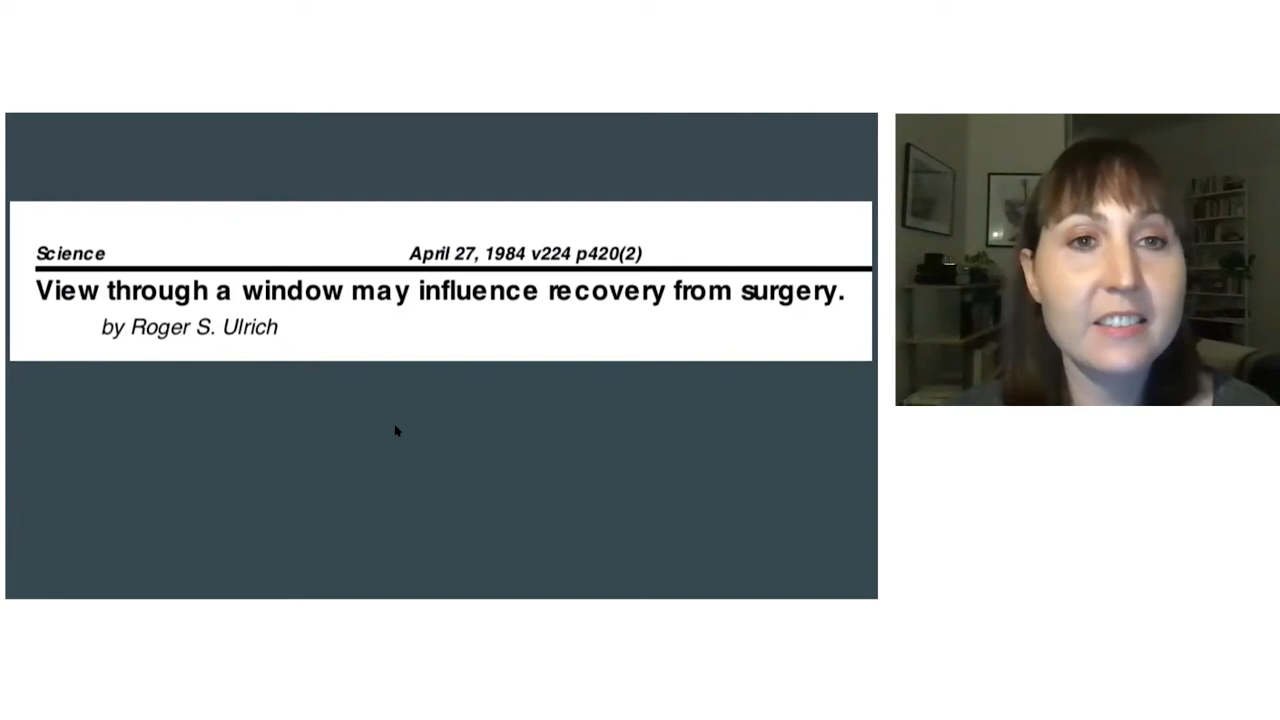 Science April 27, 1984 v224 p420(2)
View through a window may influence recovery from surgery.
by Roger S. Ulrich